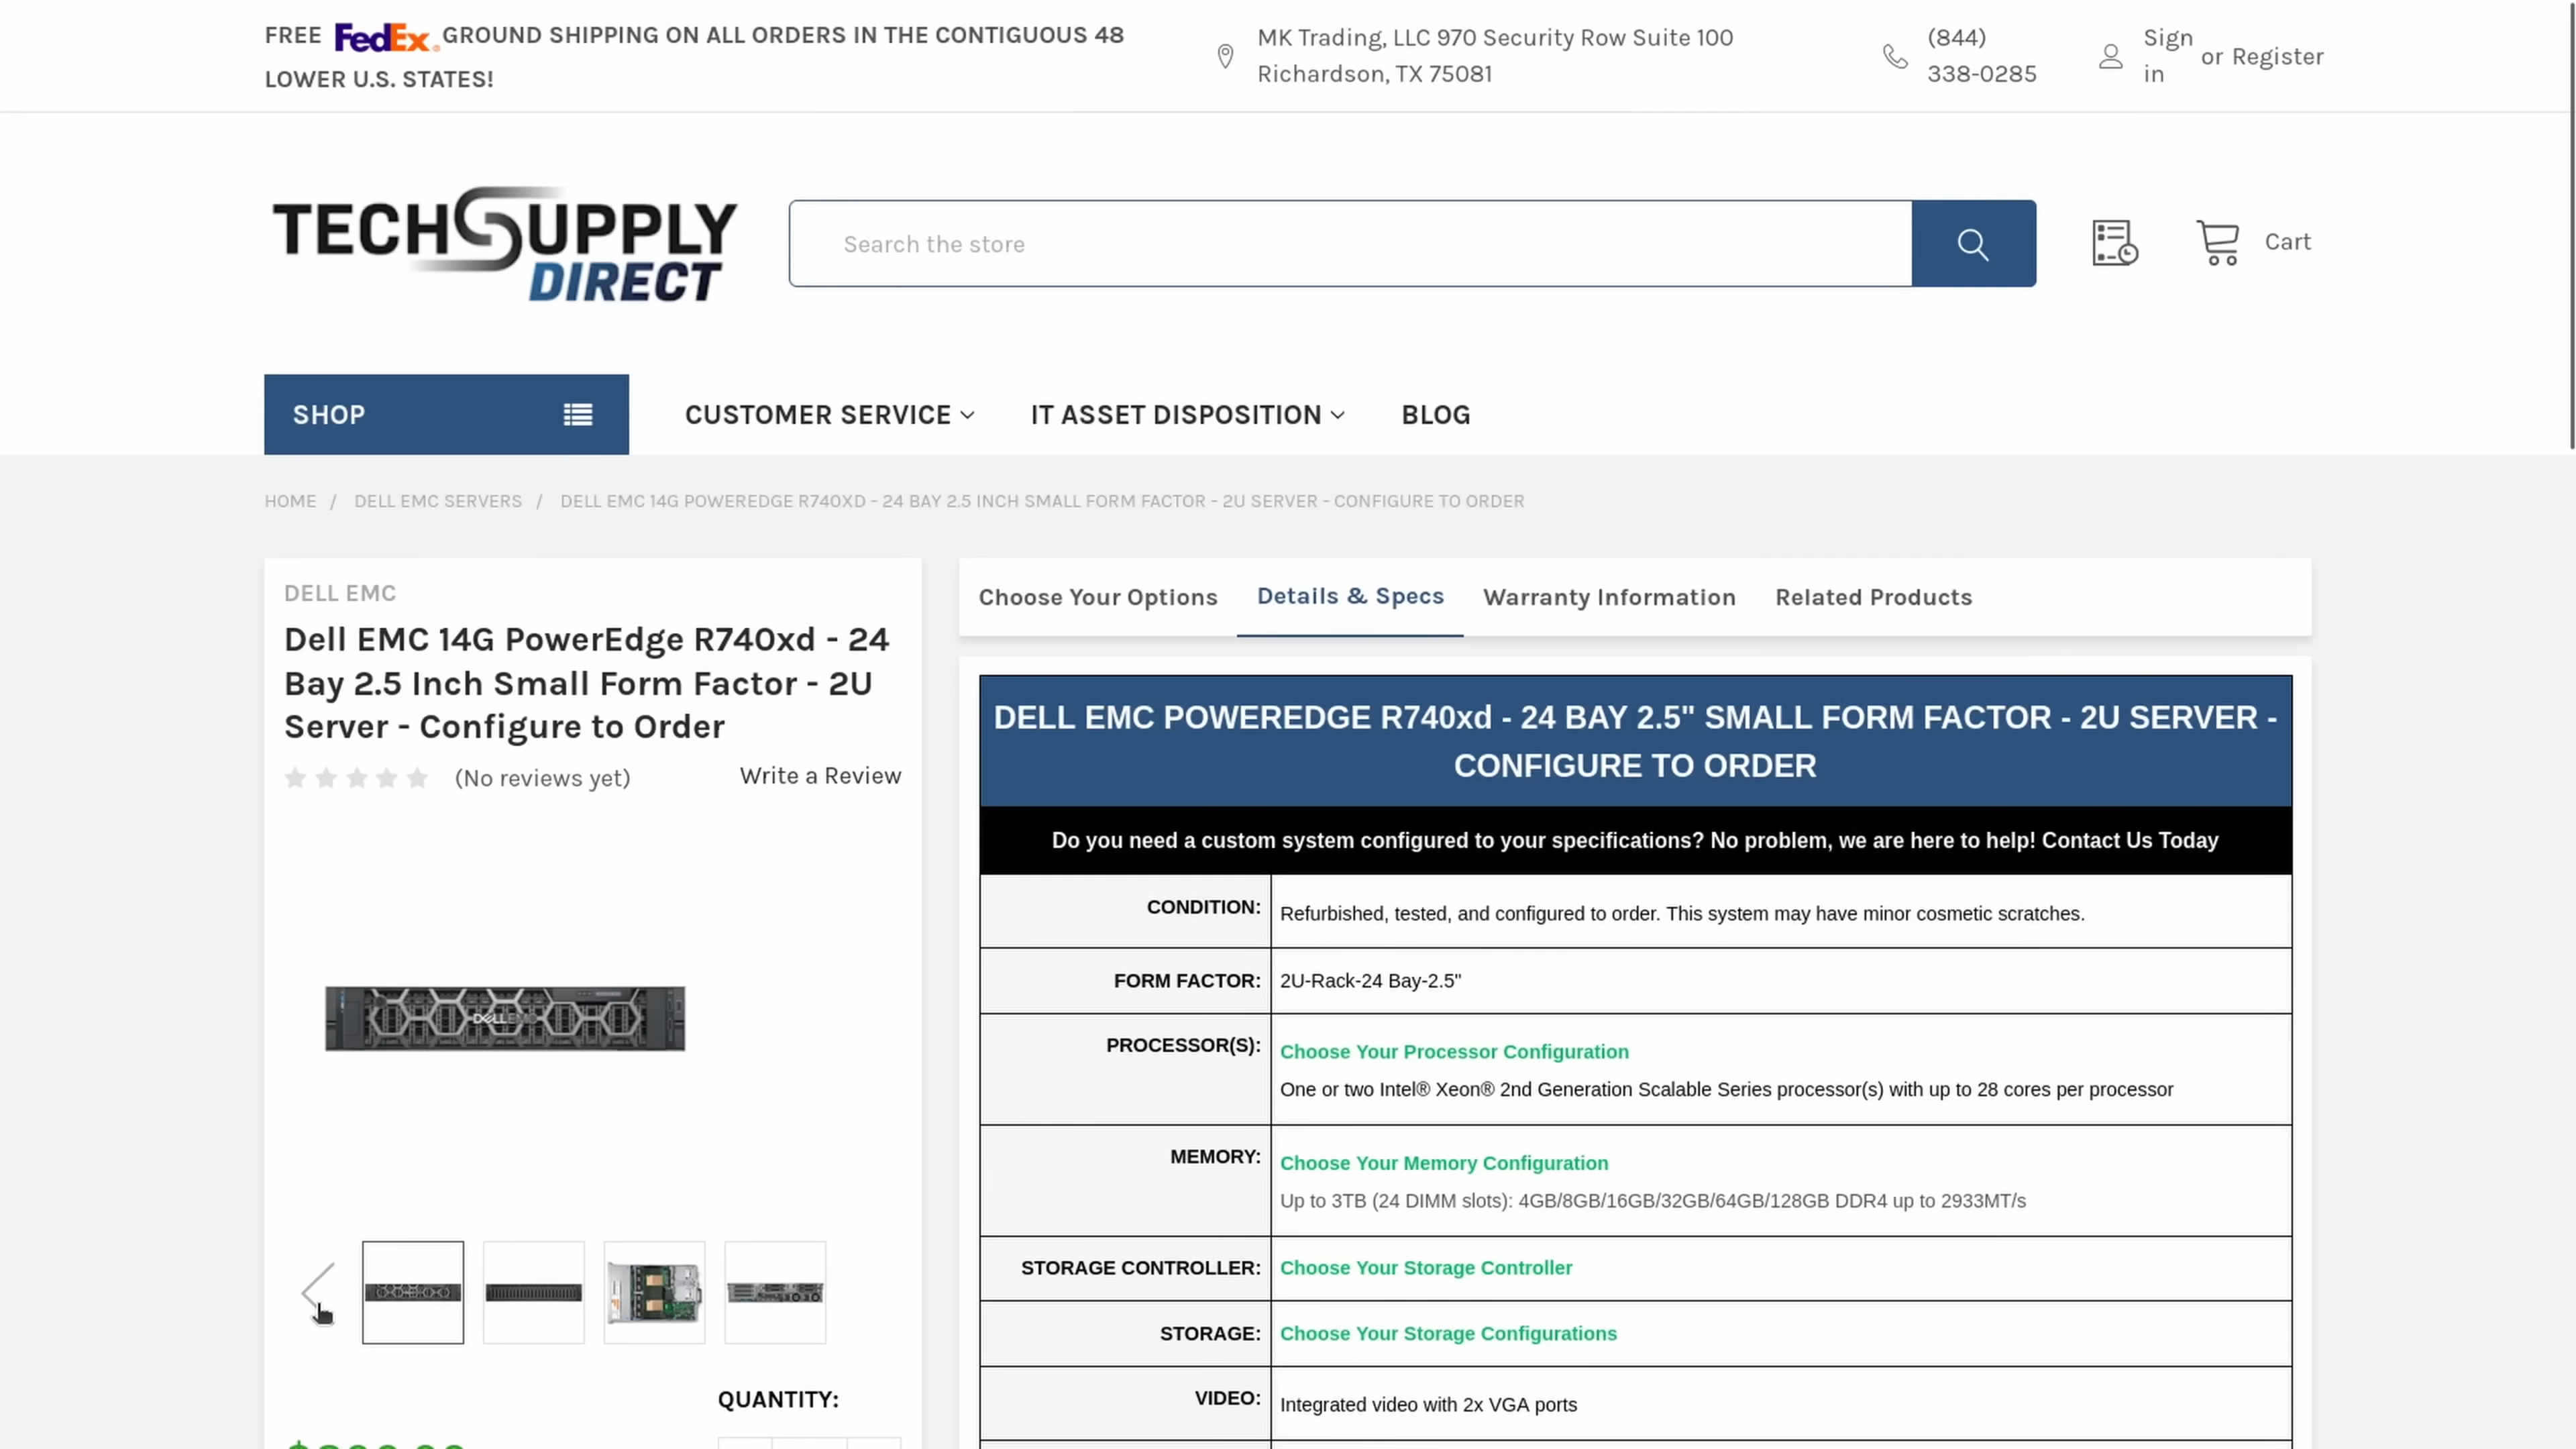 FREE FedEx. GROUND SHIPPING ON ALL ORDERS IN THE CONTIGUOUS 48
LOWER U.S. STATES!
MK Trading, LLC 970 Security Row Suite 100
Richardson, TX 75081
(844)
338-0285
Sign
in
or Register
TECHSUPPLY
DIRECT
Search the store
Cart
SHOP
CUSTOMER SERVICE
IT ASSET DISPOSITION
BLOG
HOME / DELL EMC SERVERS / DELL EMC 14G POWEREDGE R740XD - 24 BAY 2.5 INCH SMALL FORM FACTOR - 2U SERVER - CONFIGURE TO ORDER
DELL EMC
Dell EMC 14G PowerEdge R740xd - 24
Bay 2.5 Inch Small Form Factor - 2U
Server - Configure to Order
(No reviews yet)
Write a Review
DELL EMC
QUANTITY:
Choose Your Options
Details & Specs
Warranty Information
Related Products
DELL EMC POWEREDGE R740xd - 24 BAY 2.5" SMALL FORM FACTOR - 2U SERVER -
CONFIGURE TO ORDER
Do you need a custom system configured to your specifications? No problem, we are here to help! Contact Us Today
CONDITION: Refurbished, tested, and configured to order. This system may have minor cosmetic scratches.
FORM FACTOR: 2U-Rack-24 Bay-2.5"
PROCESSOR(S): Choose Your Processor Configuration
One or two Intel® Xeon® 2nd Generation Scalable Series processor(s) with up to 28 cores per processor
MEMORY: Choose Your Memory Configuration
Up to 3TB (24 DIMM slots): 4GB/8GB/16GB/32GB/64GB/128GB DDR4 up to 2933MT/s
STORAGE CONTROLLER: Choose Your Storage Controller
STORAGE: Choose Your Storage Configurations
VIDEO: Integrated video with 2x VGA ports